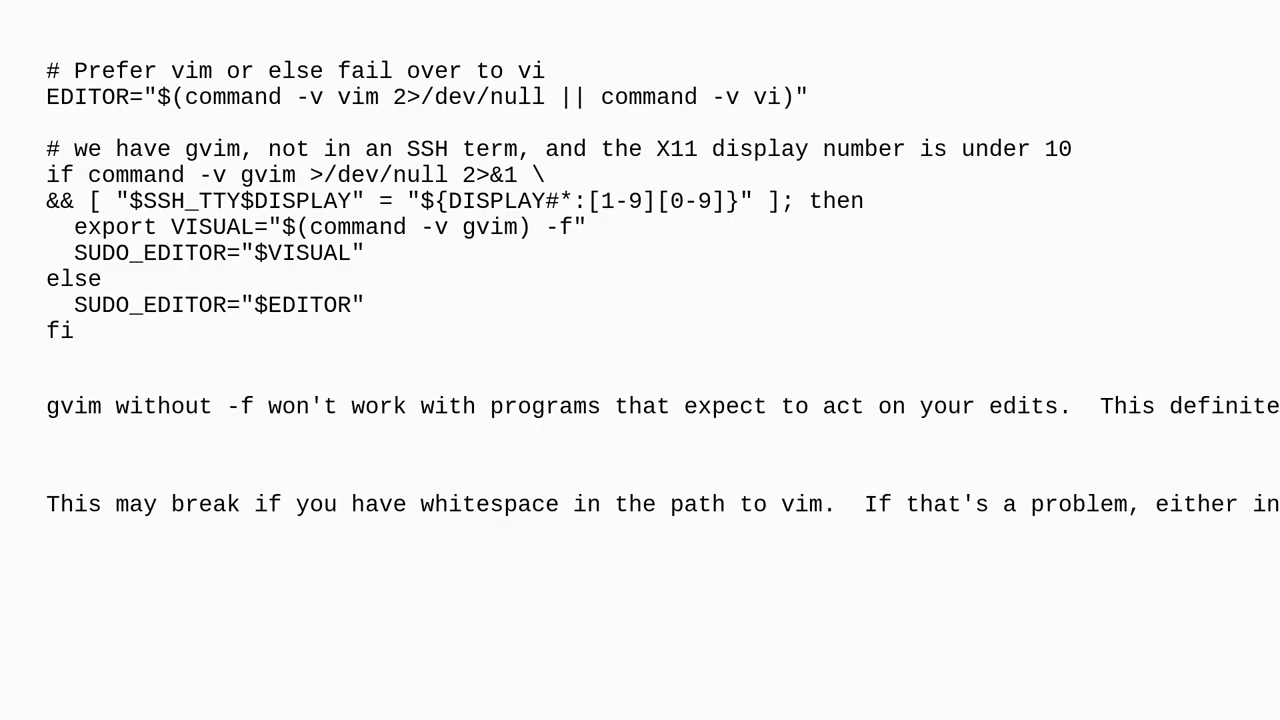 # Prefer vim or else fail over to vi
EDITOR="$(command -v vim 2>/dev/null || command -v vi)"
# we have gvim, not in an SSH term, and the X11 display number is under 10
if command -v gvim >/dev/null 2>&1 \
&& [ "$SSH_TTY$DISPLAY" = "${DISPLAY#*:[1-9][0-9]}" ]; then
  export VISUAL="$(command -v gvim) -f"
  SUDO_EDITOR="$VISUAL"
else
  SUDO_EDITOR="$EDITOR"
fi
gvim without -f won't work with programs that expect to act on your edits.  This definite
This may break if you have whitespace in the path to vim.  If that's a problem, either in